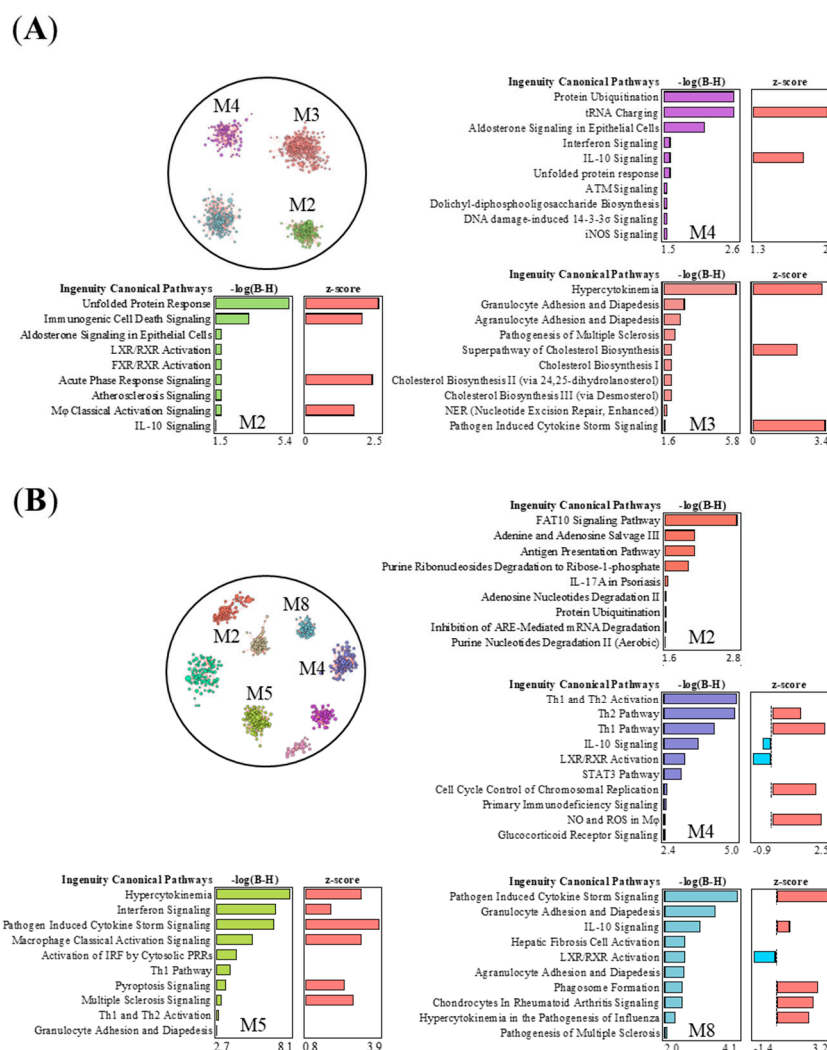 (A)
M4
M3
M2
Ingenuity Canonical Pathways -log(B-H) z-score
Protein Ubiquitination
tRNA Charging
Aldosterone Signaling in Epithelial Cells
Interferon Signaling
IL-10 Signaling
Unfolded protein response
ATM Signaling
Dolichyl-diphosphooligosaccharide Biosynthesis
DNA damage-induced 14-3-3σ Signaling
iNOS Signaling
M4
1.5 2.6 1.3
Ingenuity Canonical Pathways -log(B-H) z-score
Unfolded Protein Response
Immunogenic Cell Death Signaling
Aldosterone Signaling in Epithelial Cells
LXR/RXR Activation
FXR/RXR Activation
Acute Phase Response Signaling
Atherosclerosis Signaling
Mφ Classical Activation Signaling
IL-10 Signaling
M2
1.5 5.4 0 2.5
Ingenuity Canonical Pathways -log(B-H) z-score
Hypercytokinemia
Granulocyte Adhesion and Diapedesis
Agranulocyte Adhesion and Diapedesis
Pathogenesis of Multiple Sclerosis
Superpathway of Cholesterol Biosynthesis
Cholesterol Biosynthesis I
Cholesterol Biosynthesis II (via 24,25-dihydrolanosterol)
Cholesterol Biosynthesis III (via Desmosterol)
NER (Nucleotide Excision Repair, Enhanced)
Pathogen Induced Cytokine Storm Signaling
M3
1.6 5.8 0 3.4
(B)
M2
M8
M4
M5
Ingenuity Canonical Pathways -log(B-H)
FAT10 Signaling Pathway
Adenine and Adenosine Salvage III
Antigen Presentation Pathway
Purine Ribonucleosides Degradation to Ribose-1-phosphate
IL-17A in Psoriasis
Adenosine Nucleotides Degradation II
Protein Ubiquitination
Inhibition of ARE-Mediated mRNA Degradation
Purine Nucleotides Degradation II (Aerobic)
M2
1.6 2.8
Ingenuity Canonical Pathways -log(B-H) z-score
Th1 and Th2 Activation
Th2 Pathway
Th1 Pathway
IL-10 Signaling
LXR/RXR Activation
STAT3 Pathway
Cell Cycle Control of Chromosomal Replication
Primary Immunodeficiency Signaling
NO and ROS in Mφ
Glucocorticoid Receptor Signaling
M4
2.4 5.0 -0.9 2.5
Ingenuity Canonical Pathways -log(B-H) z-score
Hypercytokinemia
Interferon Signaling
Pathogen Induced Cytokine Storm Signaling
Macrophage Classical Activation Signaling
Activation of IRF by Cytosolic PRRs
Th1 Pathway
Pyroptosis Signaling
Multiple Sclerosis Signaling
Th1 and Th2 Activation
Granulocyte Adhesion and Diapedesis
M5
2.7 8.1 0.8 3.9
Ingenuity Canonical Pathways -log(B-H) z-score
Pathogen Induced Cytokine Storm Signaling
Granulocyte Adhesion and Diapedesis
IL-10 Signaling
Hepatic Fibrosis Cell Activation
LXR/RXR Activation
Agranulocyte Adhesion and Diapedesis
Phagosome Formation
Chondrocytes In Rheumatoid Arthritis Signaling
Hypercytokinemia in the Pathogenesis of Influenza
Pathogenesis of Multiple Sclerosis
M8
2.0 4.1 -1.4 3.2